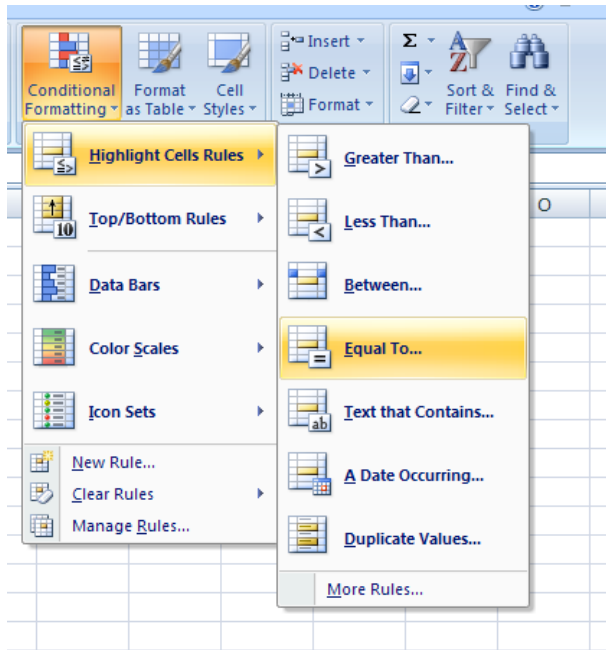 Conditional
Formatting
Format
as Table
Cell
Styles
Insert
Delete
Format
Σ
A
Z
Sort &
Filter
Find &
Select
Highlight Cells Rules
Top/Bottom Rules
10
Data Bars
Color Scales
Icon Sets
New Rule...
Clear Rules
Manage Rules...
Greater Than...
Less Than...
Between...
Equal To...
ab
Text that Contains...
A Date Occurring...
Duplicate Values...
More Rules...
O